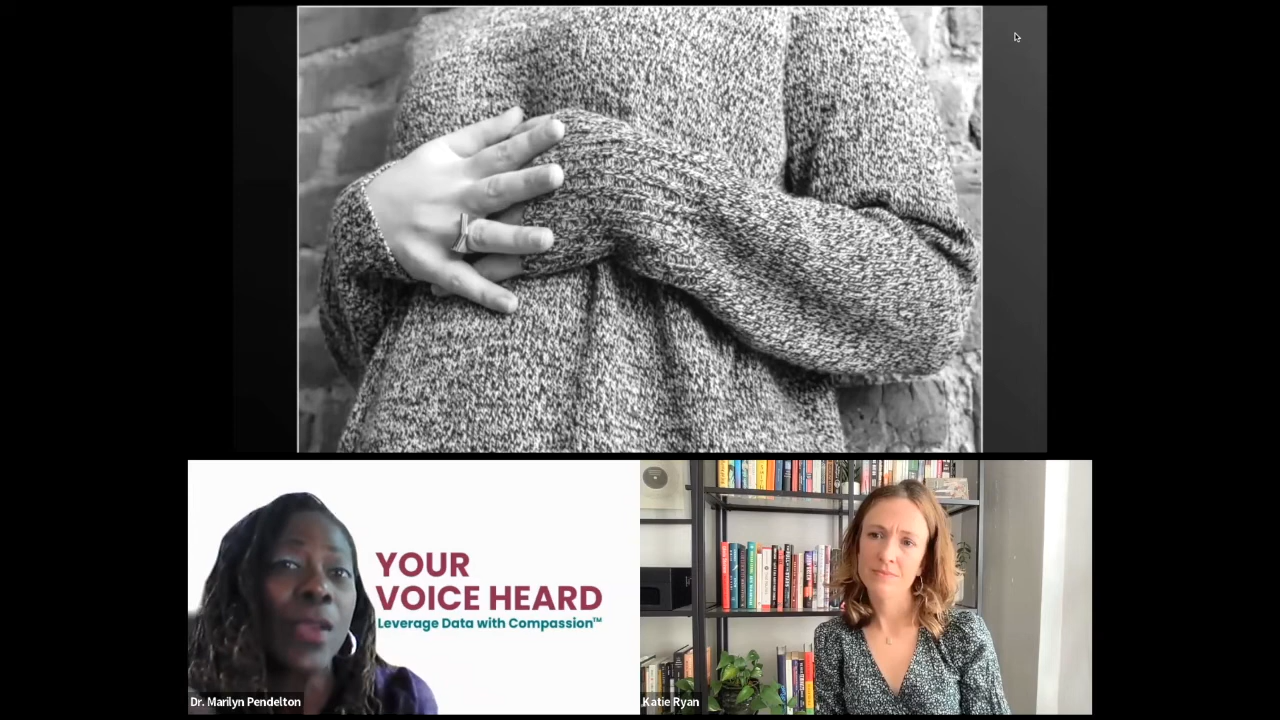 YOUR
VOICE HEARD
Leverage Data with Compassion™
Dr. Marilyn Pendelton
Katie Ryan